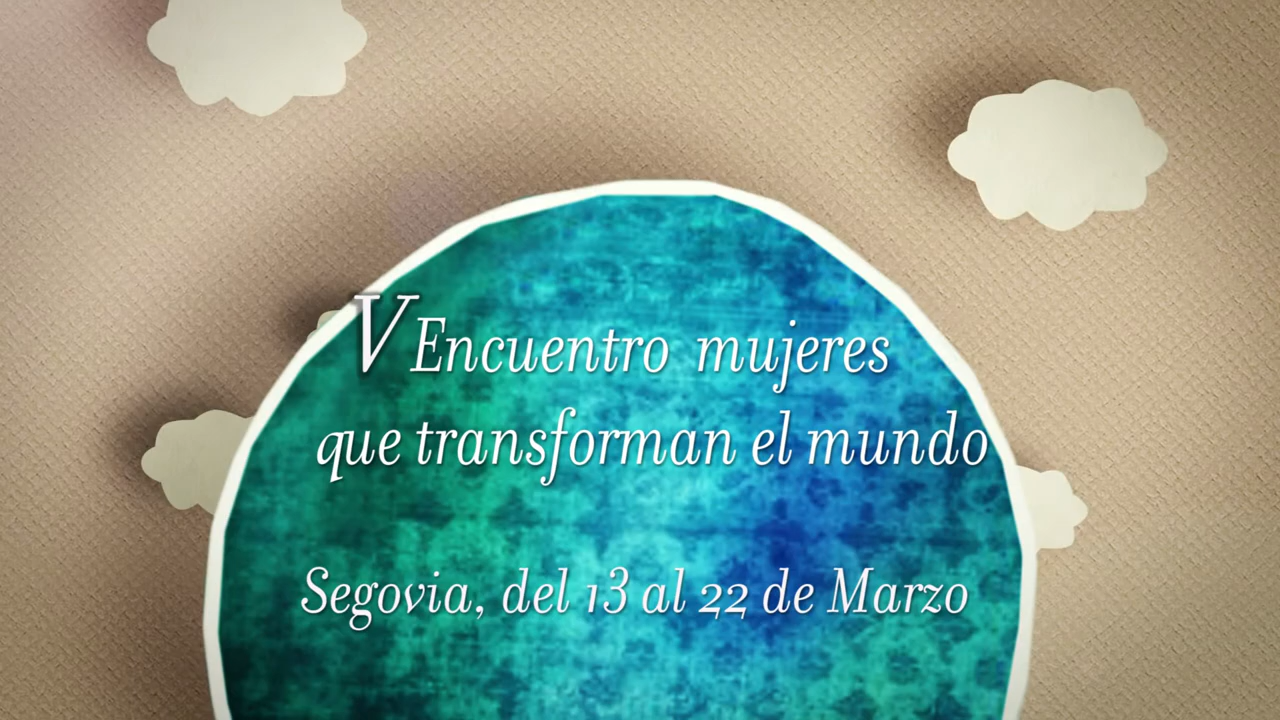 V Encuentro mujeres
que transforman el mundo
Segovia, del 13 al 22 de Marzo